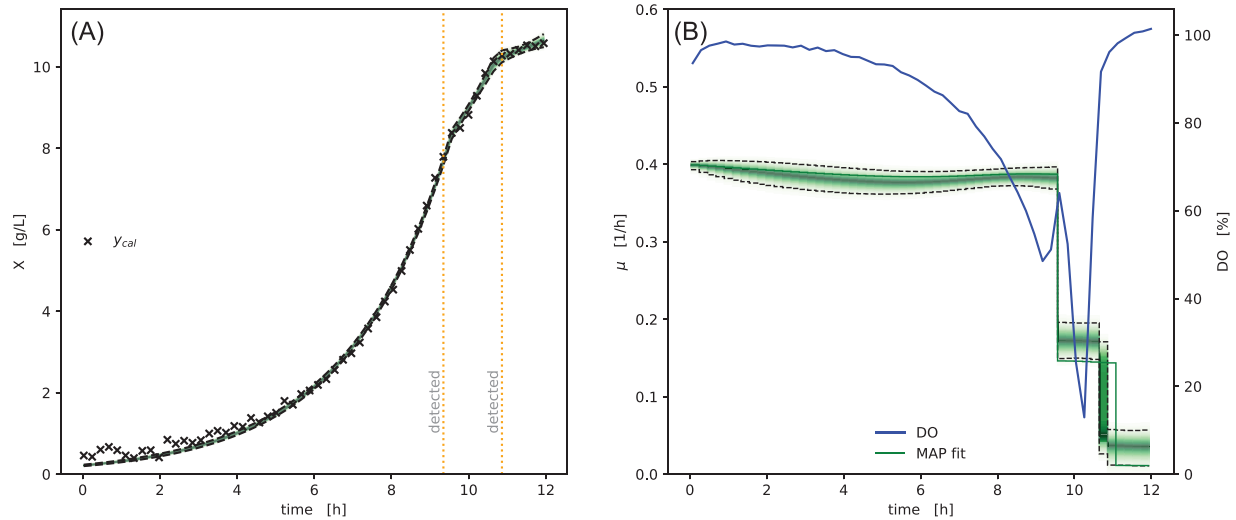 (A)
10
8
6
4
2
0
X [g/L]
y_cal
detected
detected
0
2
4
6
8
10
12
time [h]
(B)
0.6
0.5
0.4
0.3
0.2
0.1
0.0
μ [1/h]
DO
MAP fit
100
80
60
40
20
0
DO [%]
0
2
4
6
8
10
12
time [h]